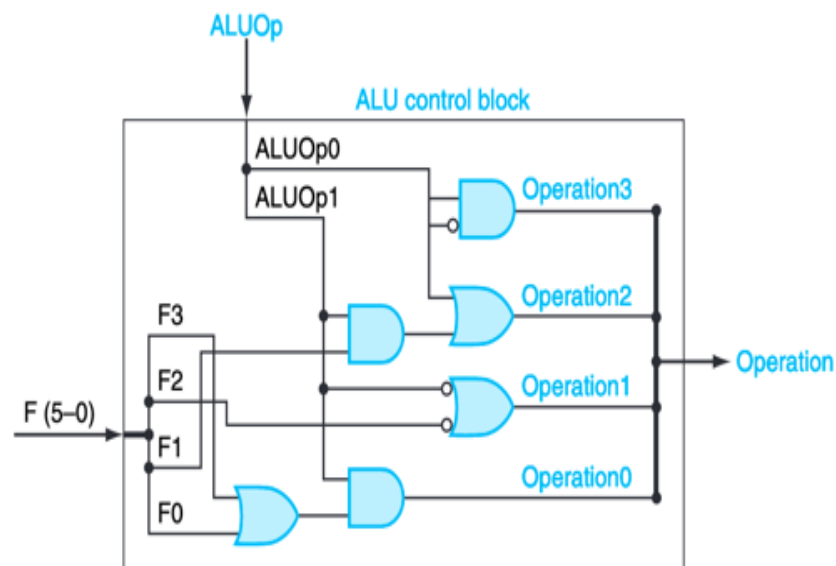 ALUOp
ALU control block
ALUOp0
ALUOp1
Operation3
Operation2
F3
Operation
F2
Operation1
F (5–0)
F1
Operation0
F0